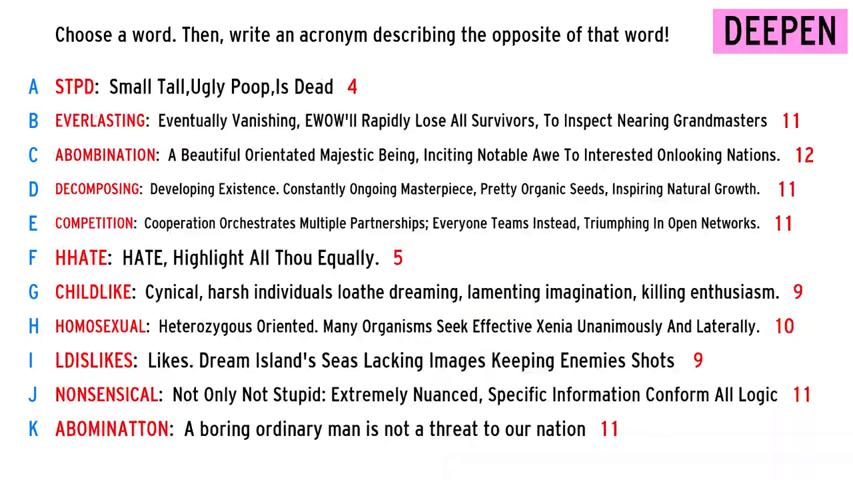 Choose a word. Then, write an acronym describing the opposite of that word! DEEPEN
A STPD: Small Tall,Ugly Poop,Is Dead 4
B EVERLASTING: Eventually Vanishing, EWOW'll Rapidly Lose All Survivors, To Inspect Nearing Grandmasters 11
C ABOMBINATION: A Beautiful Orientated Majestic Being, Inciting Notable Awe To Interested Onlooking Nations. 12
D DECOMPOSING: Developing Existence. Constantly Ongoing Masterpiece, Pretty Organic Seeds, Inspiring Natural Growth. 11
E COMPETITION: Cooperation Orchestrates Multiple Partnerships; Everyone Teams Instead, Triumphing In Open Networks. 11
F HHATE: HATE, Highlight All Thou Equally. 5
G CHILDLIKE: Cynical, harsh individuals loathe dreaming, lamenting imagination, killing enthusiasm. 9
H HOMOSEXUAL: Heterozygous Oriented. Many Organisms Seek Effective Xenia Unanimously And Laterally. 10
I LDISLIKES: Likes. Dream Island's Seas Lacking Images Keeping Enemies Shots 9
J NONSENSICAL: Not Only Not Stupid: Extremely Nuanced, Specific Information Conform All Logic 11
K ABOMINATTON: A boring ordinary man is not a threat to our nation 11